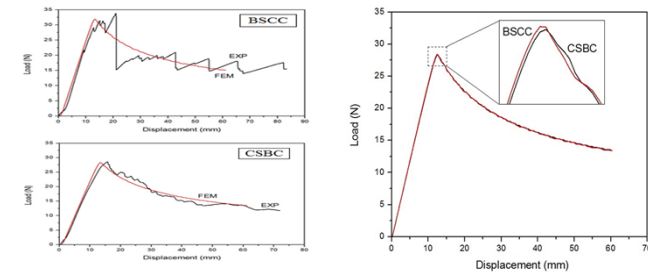 BSCC
35
30
25
20
15
10
5
0
Load (N)
EXP
FEM
0 10 20 30 40 50 60 70 80 90
Displacement (mm)
CSBC
35
30
25
20
15
10
5
0
Load (N)
FEM
EXP
0 10 20 30 40 50 60 70 80
Displacement (mm)
35
30
25
20
15
10
5
0
Load (N)
BSCC
CSBC
0 10 20 30 40 50 60 70
Displacement (mm)